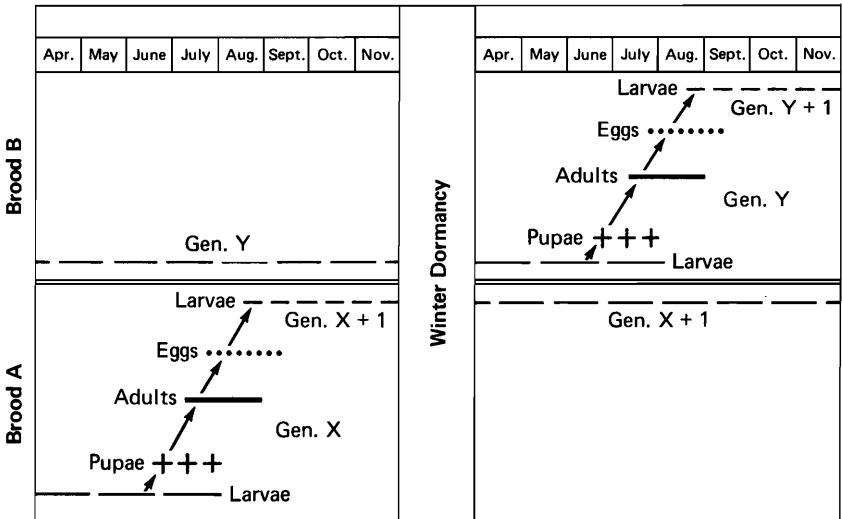 Apr. May June July Aug. Sept. Oct. Nov.
Apr. May June July Aug. Sept. Oct. Nov.
Brood B
Gen. Y
Larvae
Gen. Y + 1
Eggs
Adults
Gen. Y
Pupae
Larvae
Winter Dormancy
Brood A
Larvae
Gen. X + 1
Eggs
Adults
Gen. X
Pupae
Larvae
Gen. X + 1